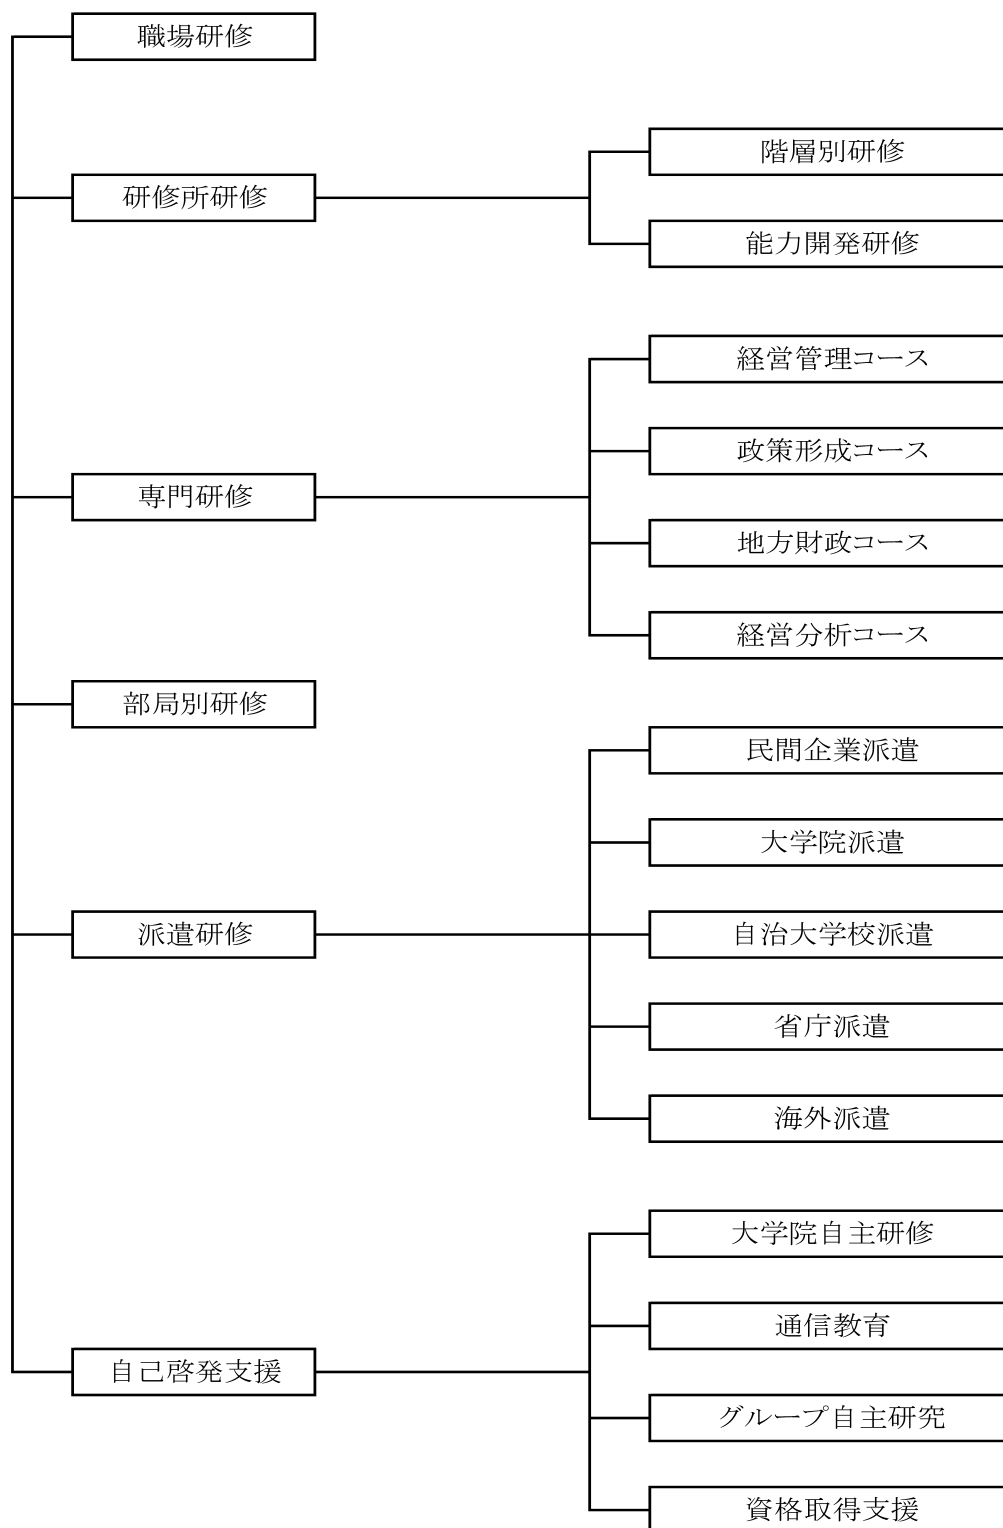 職場研修
研修所研修
階層別研修
能力開発研修
専門研修
経営管理コース
政策形成コース
地方財政コース
経営分析コース
部局別研修
派遣研修
民間企業派遣
大学院派遣
自治大学校派遣
省庁派遣
海外派遣
自己啓発支援
大学院自主研修
通信教育
グループ自主研究
資格取得支援